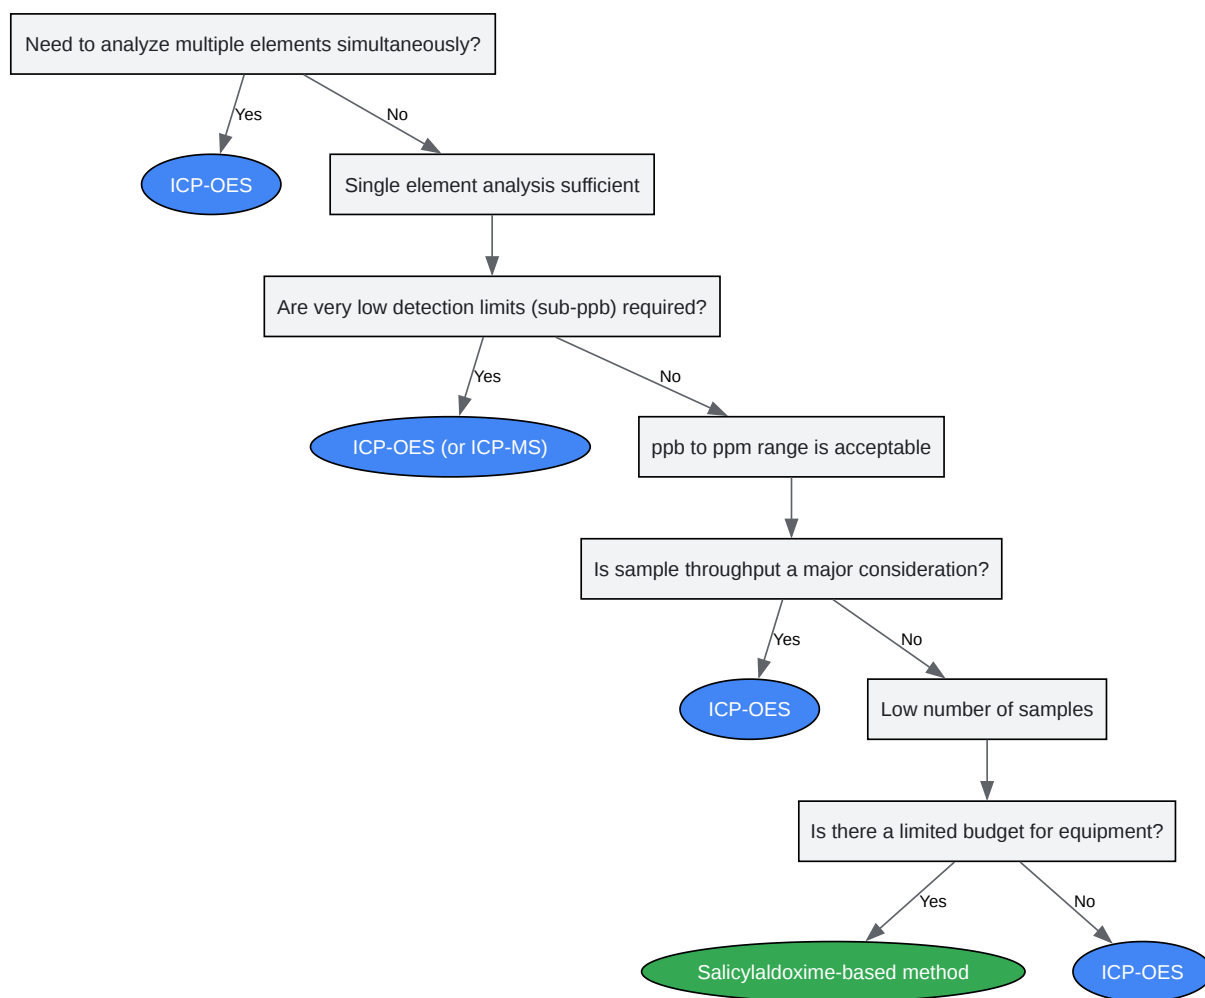 Need to analyze multiple elements simultaneously?
Yes
No
ICP-OES
Single element analysis sufficient
Are very low detection limits (sub-ppb) required?
Yes
No
ICP-OES (or ICP-MS)
ppb to ppm range is acceptable
Is sample throughput a major consideration?
Yes
No
ICP-OES
Low number of samples
Is there a limited budget for equipment?
Yes
No
Salicylaldoxime-based method
ICP-OES